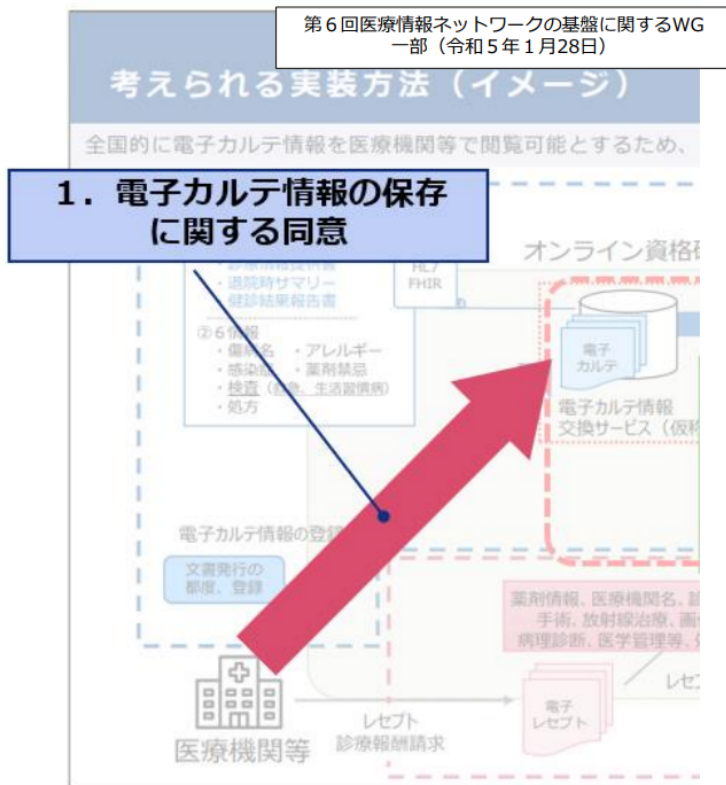 第６回医療情報ネットワークの基盤に関するWG
一部（令和５年１月28日）
考えられる実装方法（イメージ）
全国的に電子カルテ情報を医療機関等で閲覧可能とするため、
１．電子カルテ情報の保存
に関する同意
・診療情報提供書
・退院時サマリー
・健診結果報告書
②６情報
・傷病名 ・アレルギー
・感染症 ・薬剤禁忌
・検査（救急、生活習慣病）
・処方
HL7
FHIR
オンライン資格確
電子
カルテ
電子カルテ情報
交換サービス（仮称
電子カルテ情報の登録
文書発行の
都度、登録
薬剤情報、医療機関名、診
手術、放射線治療、画
病理診断、医学管理等、
医療機関等
レセプト
診療報酬請求
電子
レセプト
レセ